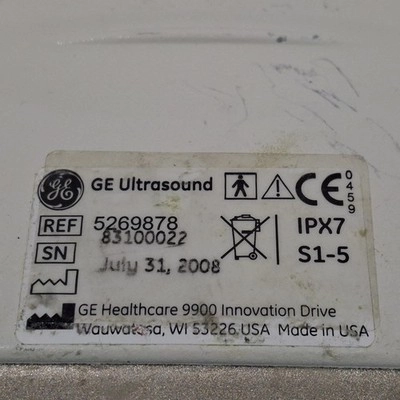 GE GE Ultrasound CE 0459
REF 5269878 IPX7
SN 83100022 S1-5
July 31, 2008
GE Healthcare 9900 Innovation Drive
Wauwatosa, WI 53226 USA Made in USA